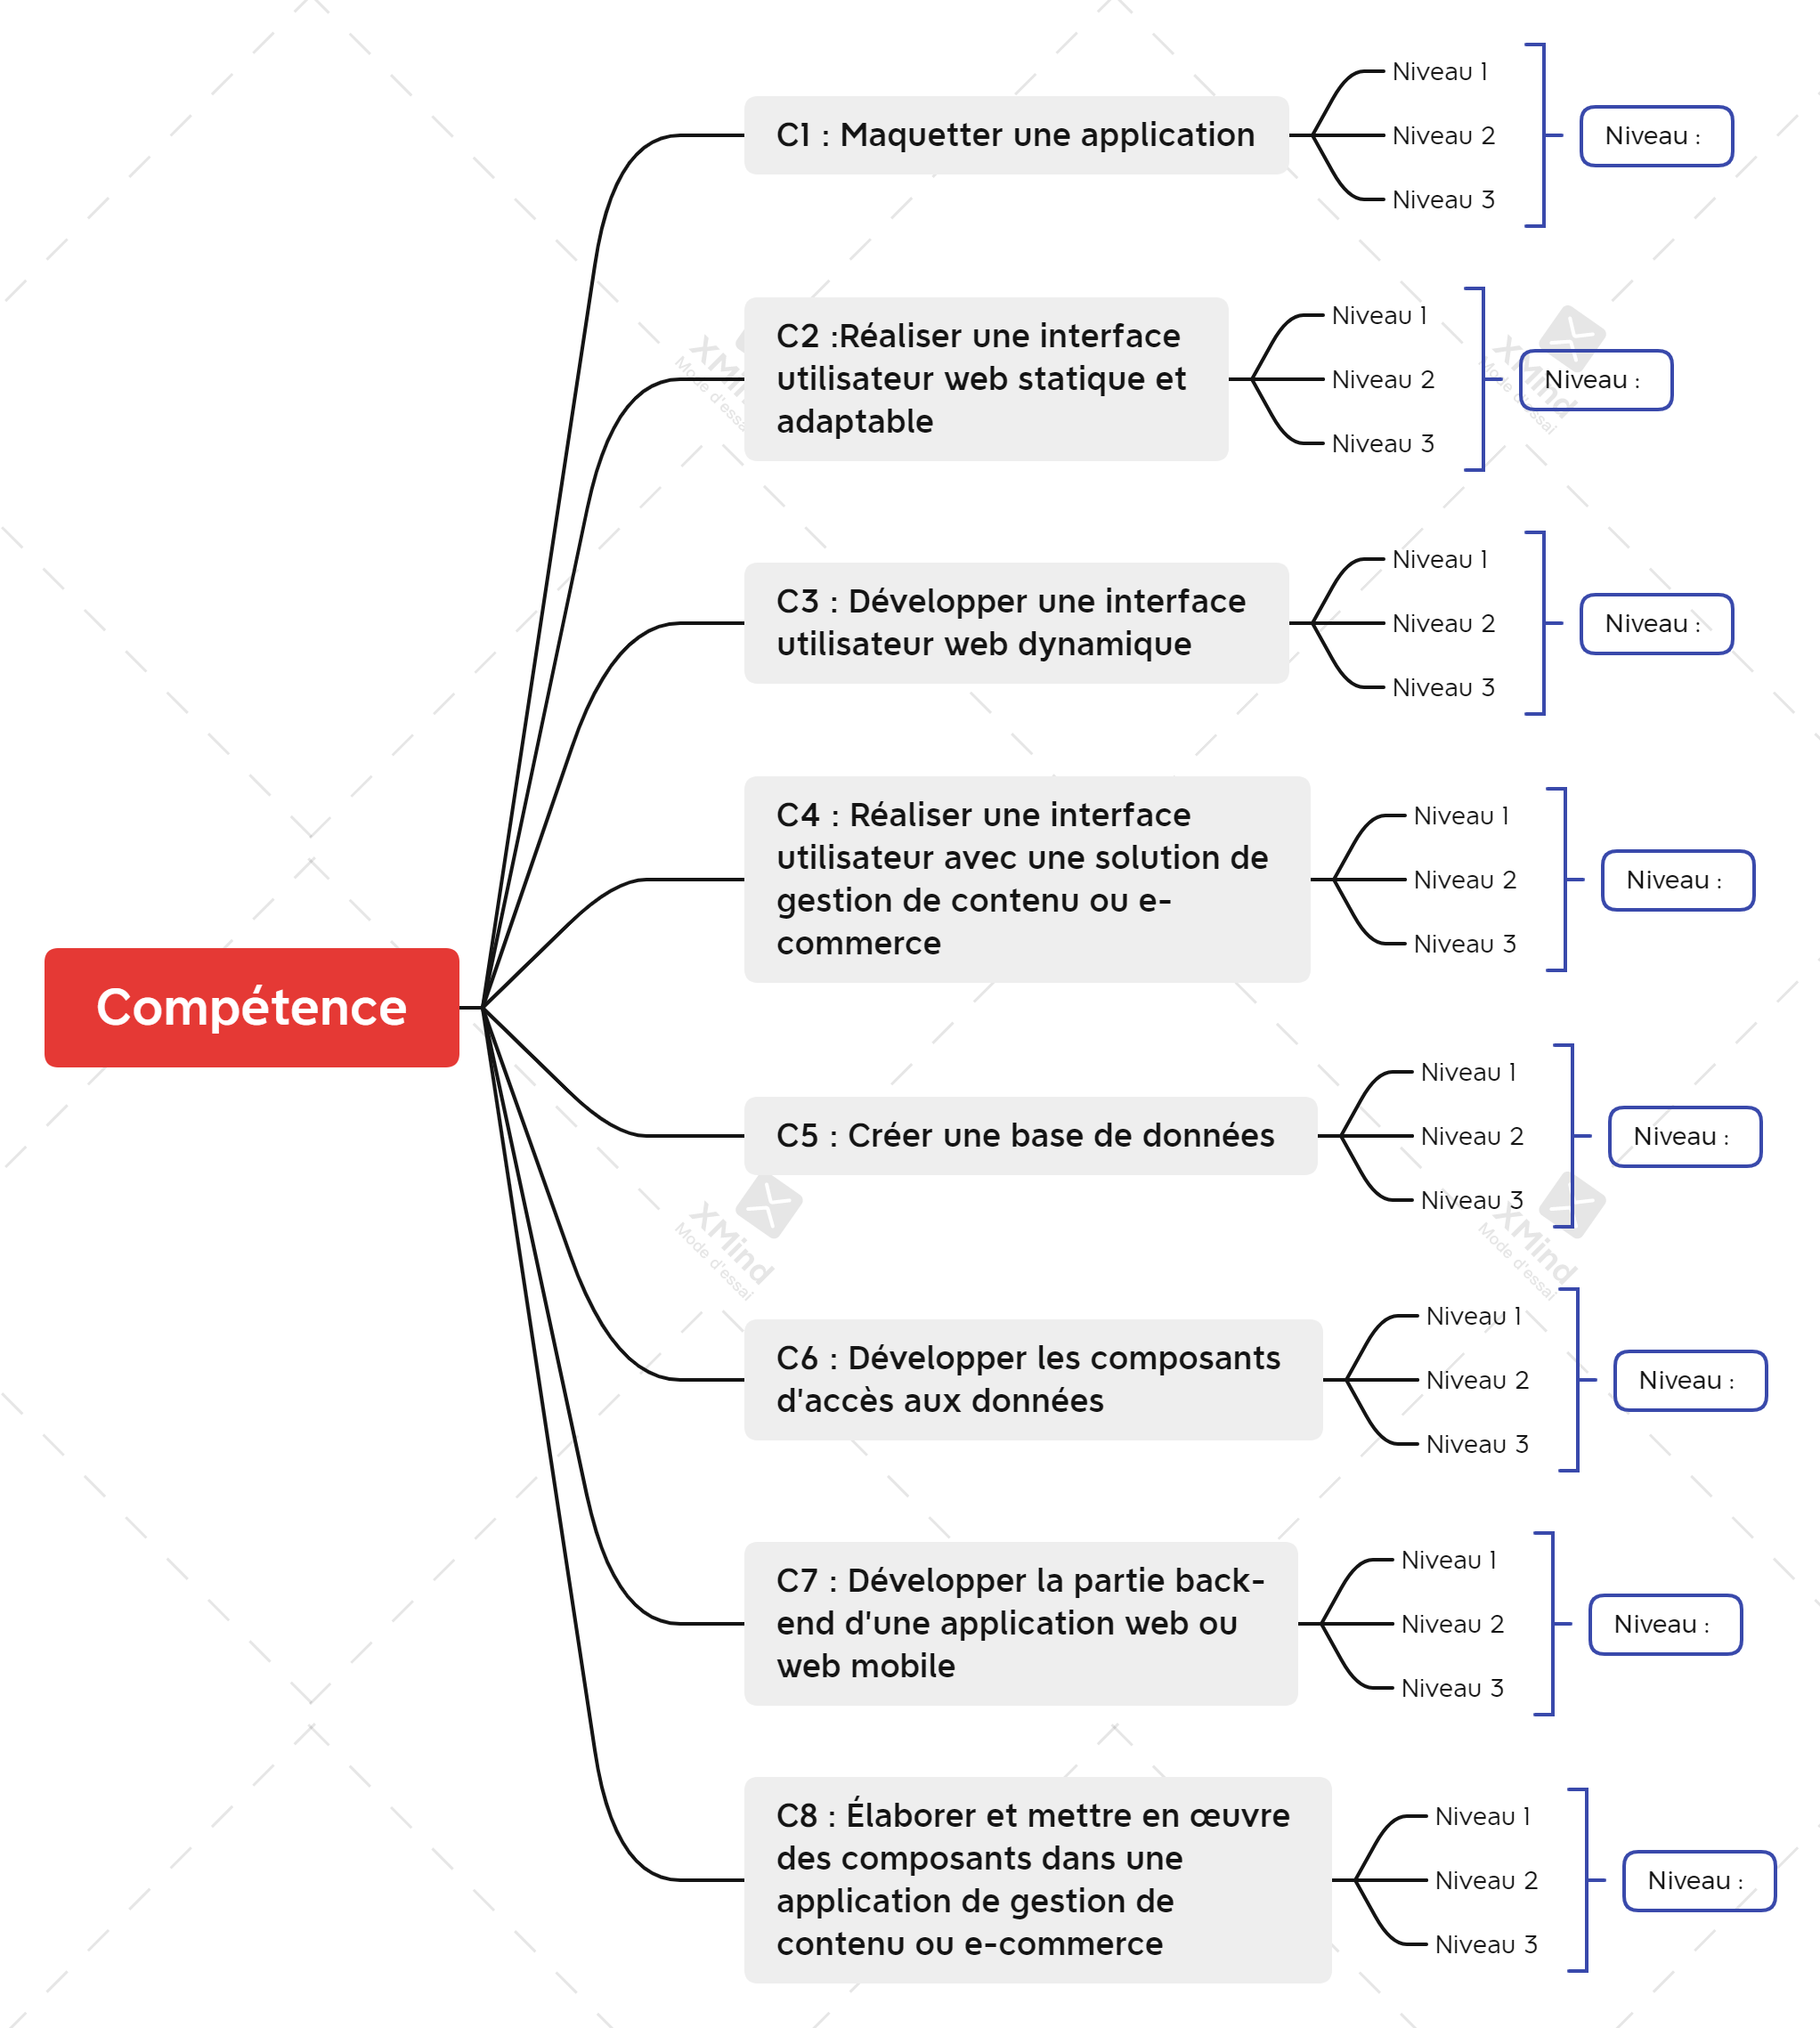 Compétence
C1 : Maquetter une application
Niveau 1
Niveau 2
Niveau 3
Niveau :
C2 :Réaliser une interface
utilisateur web statique et
adaptable
Niveau 1
Niveau 2
Niveau 3
Niveau :
XMind
Mode d'essai
XMind
Mode d'essai
C3 : Développer une interface
utilisateur web dynamique
Niveau 1
Niveau 2
Niveau 3
Niveau :
C4 : Réaliser une interface
utilisateur avec une solution de
gestion de contenu ou e-
commerce
Niveau 1
Niveau 2
Niveau 3
Niveau :
C5 : Créer une base de données
Niveau 1
Niveau 2
Niveau 3
Niveau :
XMind
Mode d'essai
XMind
Mode d'essai
C6 : Développer les composants
d'accès aux données
Niveau 1
Niveau 2
Niveau 3
Niveau :
C7 : Développer la partie back-
end d'une application web ou
web mobile
Niveau 1
Niveau 2
Niveau 3
Niveau :
C8 : Élaborer et mettre en œuvre
des composants dans une
application de gestion de
contenu ou e-commerce
Niveau 1
Niveau 2
Niveau 3
Niveau :